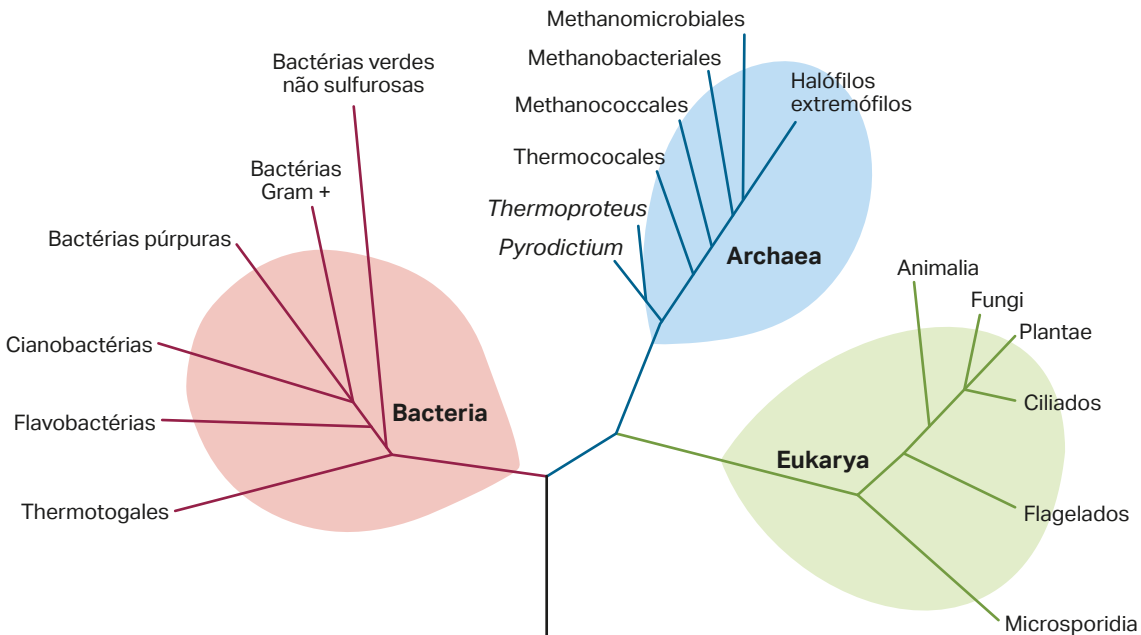 Bactérias verdes
não sulfurosas
Bactérias
Gram +
Bactérias púrpuras
Cianobactérias
Flavobactérias
Thermotogales
Bacteria
Methanomicrobiales
Methanobacteriales
Methanococcales
Thermococales
Thermoproteus
Pyrodictium
Halófilos
extremófilos
Archaea
Animalia
Fungi
Plantae
Ciliados
Eukarya
Flagelados
Microsporidia